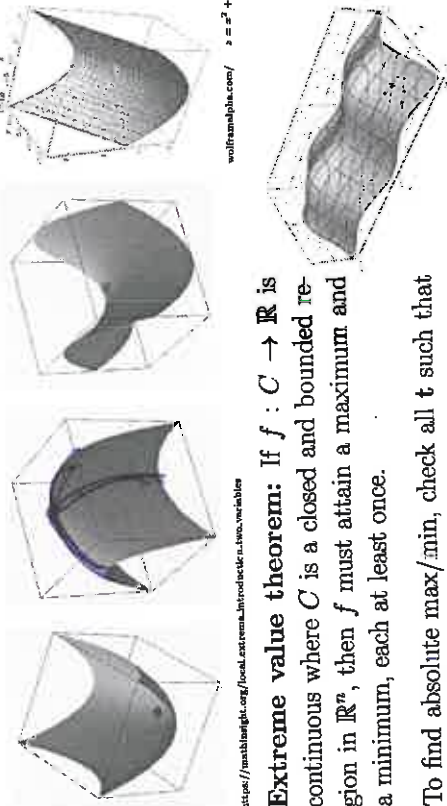 https://mathinsight.org/local_extrema_introduction_two_variables
wolframalpha.com/ z = x² +
Extreme value theorem: If f : C → ℝ is
continuous where C is a closed and bounded re-
gion in ℝⁿ, then f must attain a maximum and
a minimum, each at least once.
To find absolute max/min, check all t such that